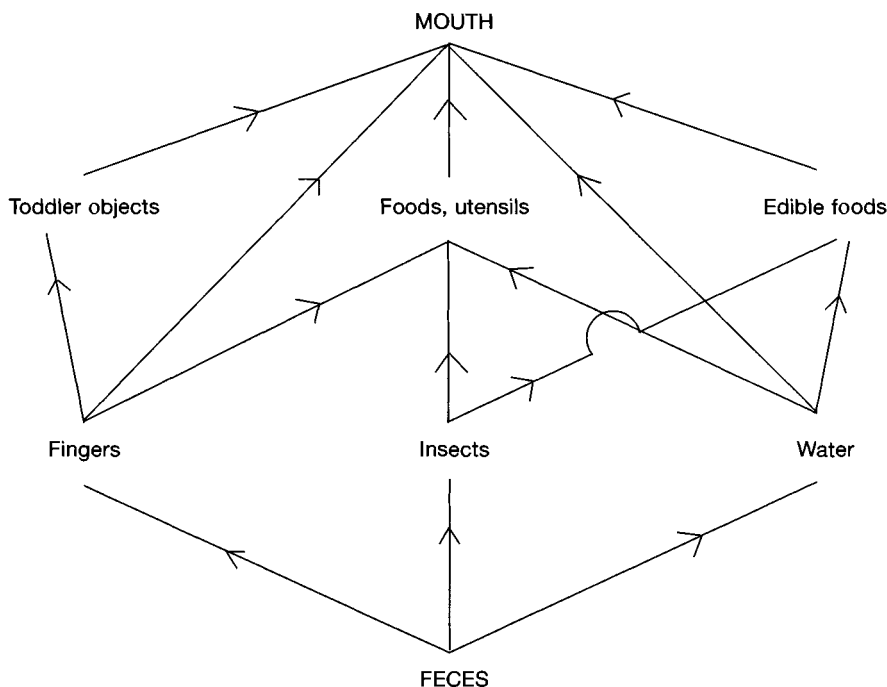 MOUTH
Toddler objects
Foods, utensils
Edible foods
Fingers
Insects
Water
FECES